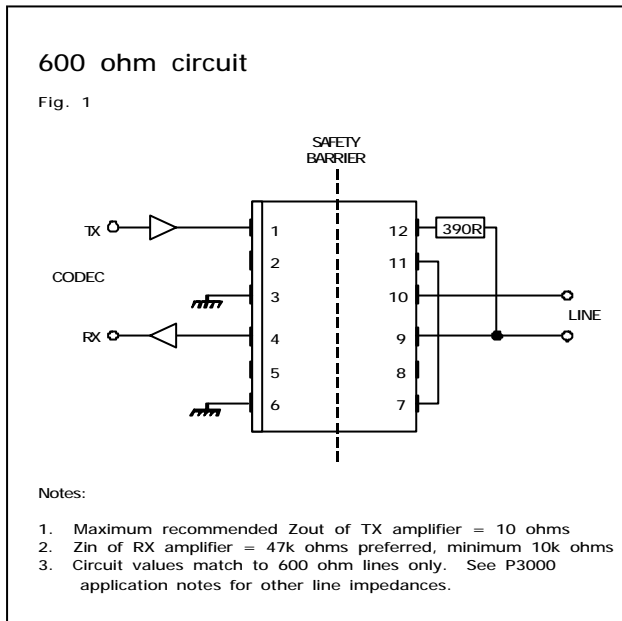 600 ohm circuit
Fig. 1
SAFETY
BARRIER
TX
1
12
390R
2
11
CODEC
3
10
LINE
RX
4
9
5
8
6
7
Notes:
1. Maximum recommended Zout of TX amplifier = 10 ohms
2. Zin of RX amplifier = 47k ohms preferred, minimum 10k ohms
3. Circuit values match to 600 ohm lines only. See P3000
application notes for other line impedances.